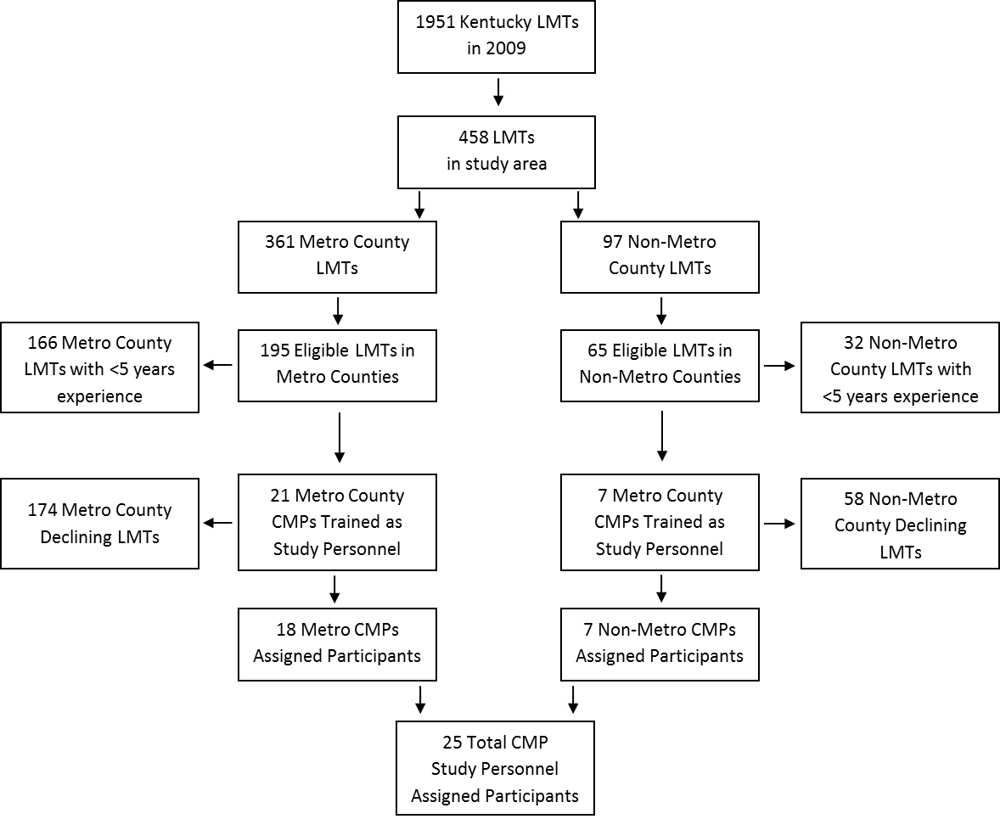 1951 Kentucky LMTs
in 2009
458 LMTs
in study area
361 Metro County
LMTs
97 Non-Metro
County LMTs
166 Metro County
LMTs with <5 years
experience
195 Eligible LMTs in
Metro Counties
65 Eligible LMTs in
Non-Metro Counties
32 Non-Metro
County LMTs with
<5 years experience
174 Metro County
Declining LMTs
21 Metro County
CMPs Trained as
Study Personnel
7 Metro County
CMPs Trained as
Study Personnel
58 Non-Metro
County Declining
LMTs
18 Metro CMPs
Assigned Participants
7 Non-Metro CMPs
Assigned Participants
25 Total CMP
Study Personnel
Assigned Participants